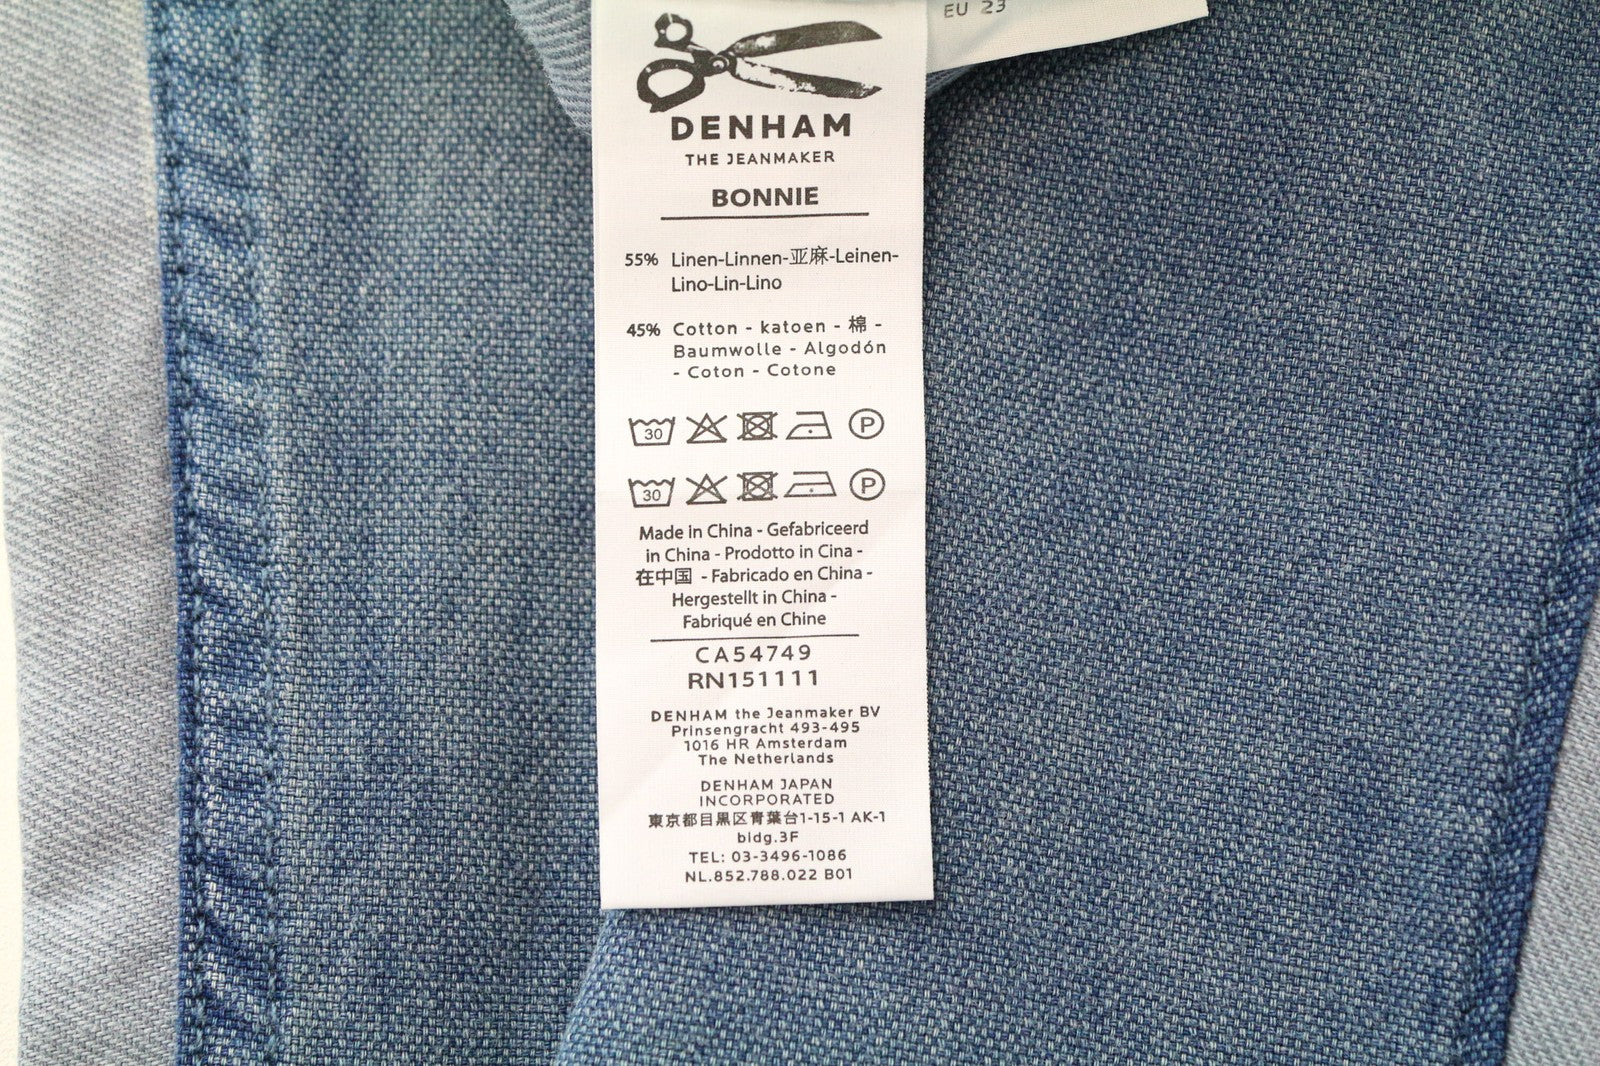 EU 23
DENHAM
THE JEANMAKER
BONNIE
55% Linen-Linnen-亚麻-Leinen-
Lino-Lin-Lino
45% Cotton - katoen - 棉 -
Baumwolle - Algodón
- Coton - Cotone
30 P
30 P
Made in China - Gefabriceerd
in China - Prodotto in Cina -
在中国 - Fabricado en China -
Hergestellt in China -
Fabriqué en Chine
CA54749
RN151111
DENHAM the Jeanmaker BV
Prinsengracht 493-495
1016 HR Amsterdam
The Netherlands
DENHAM JAPAN
INCORPORATED
東京都目黒区青葉台1-15-1 AK-1
bldg.3F
TEL: 03-3496-1086
NL.852.788.022 B01